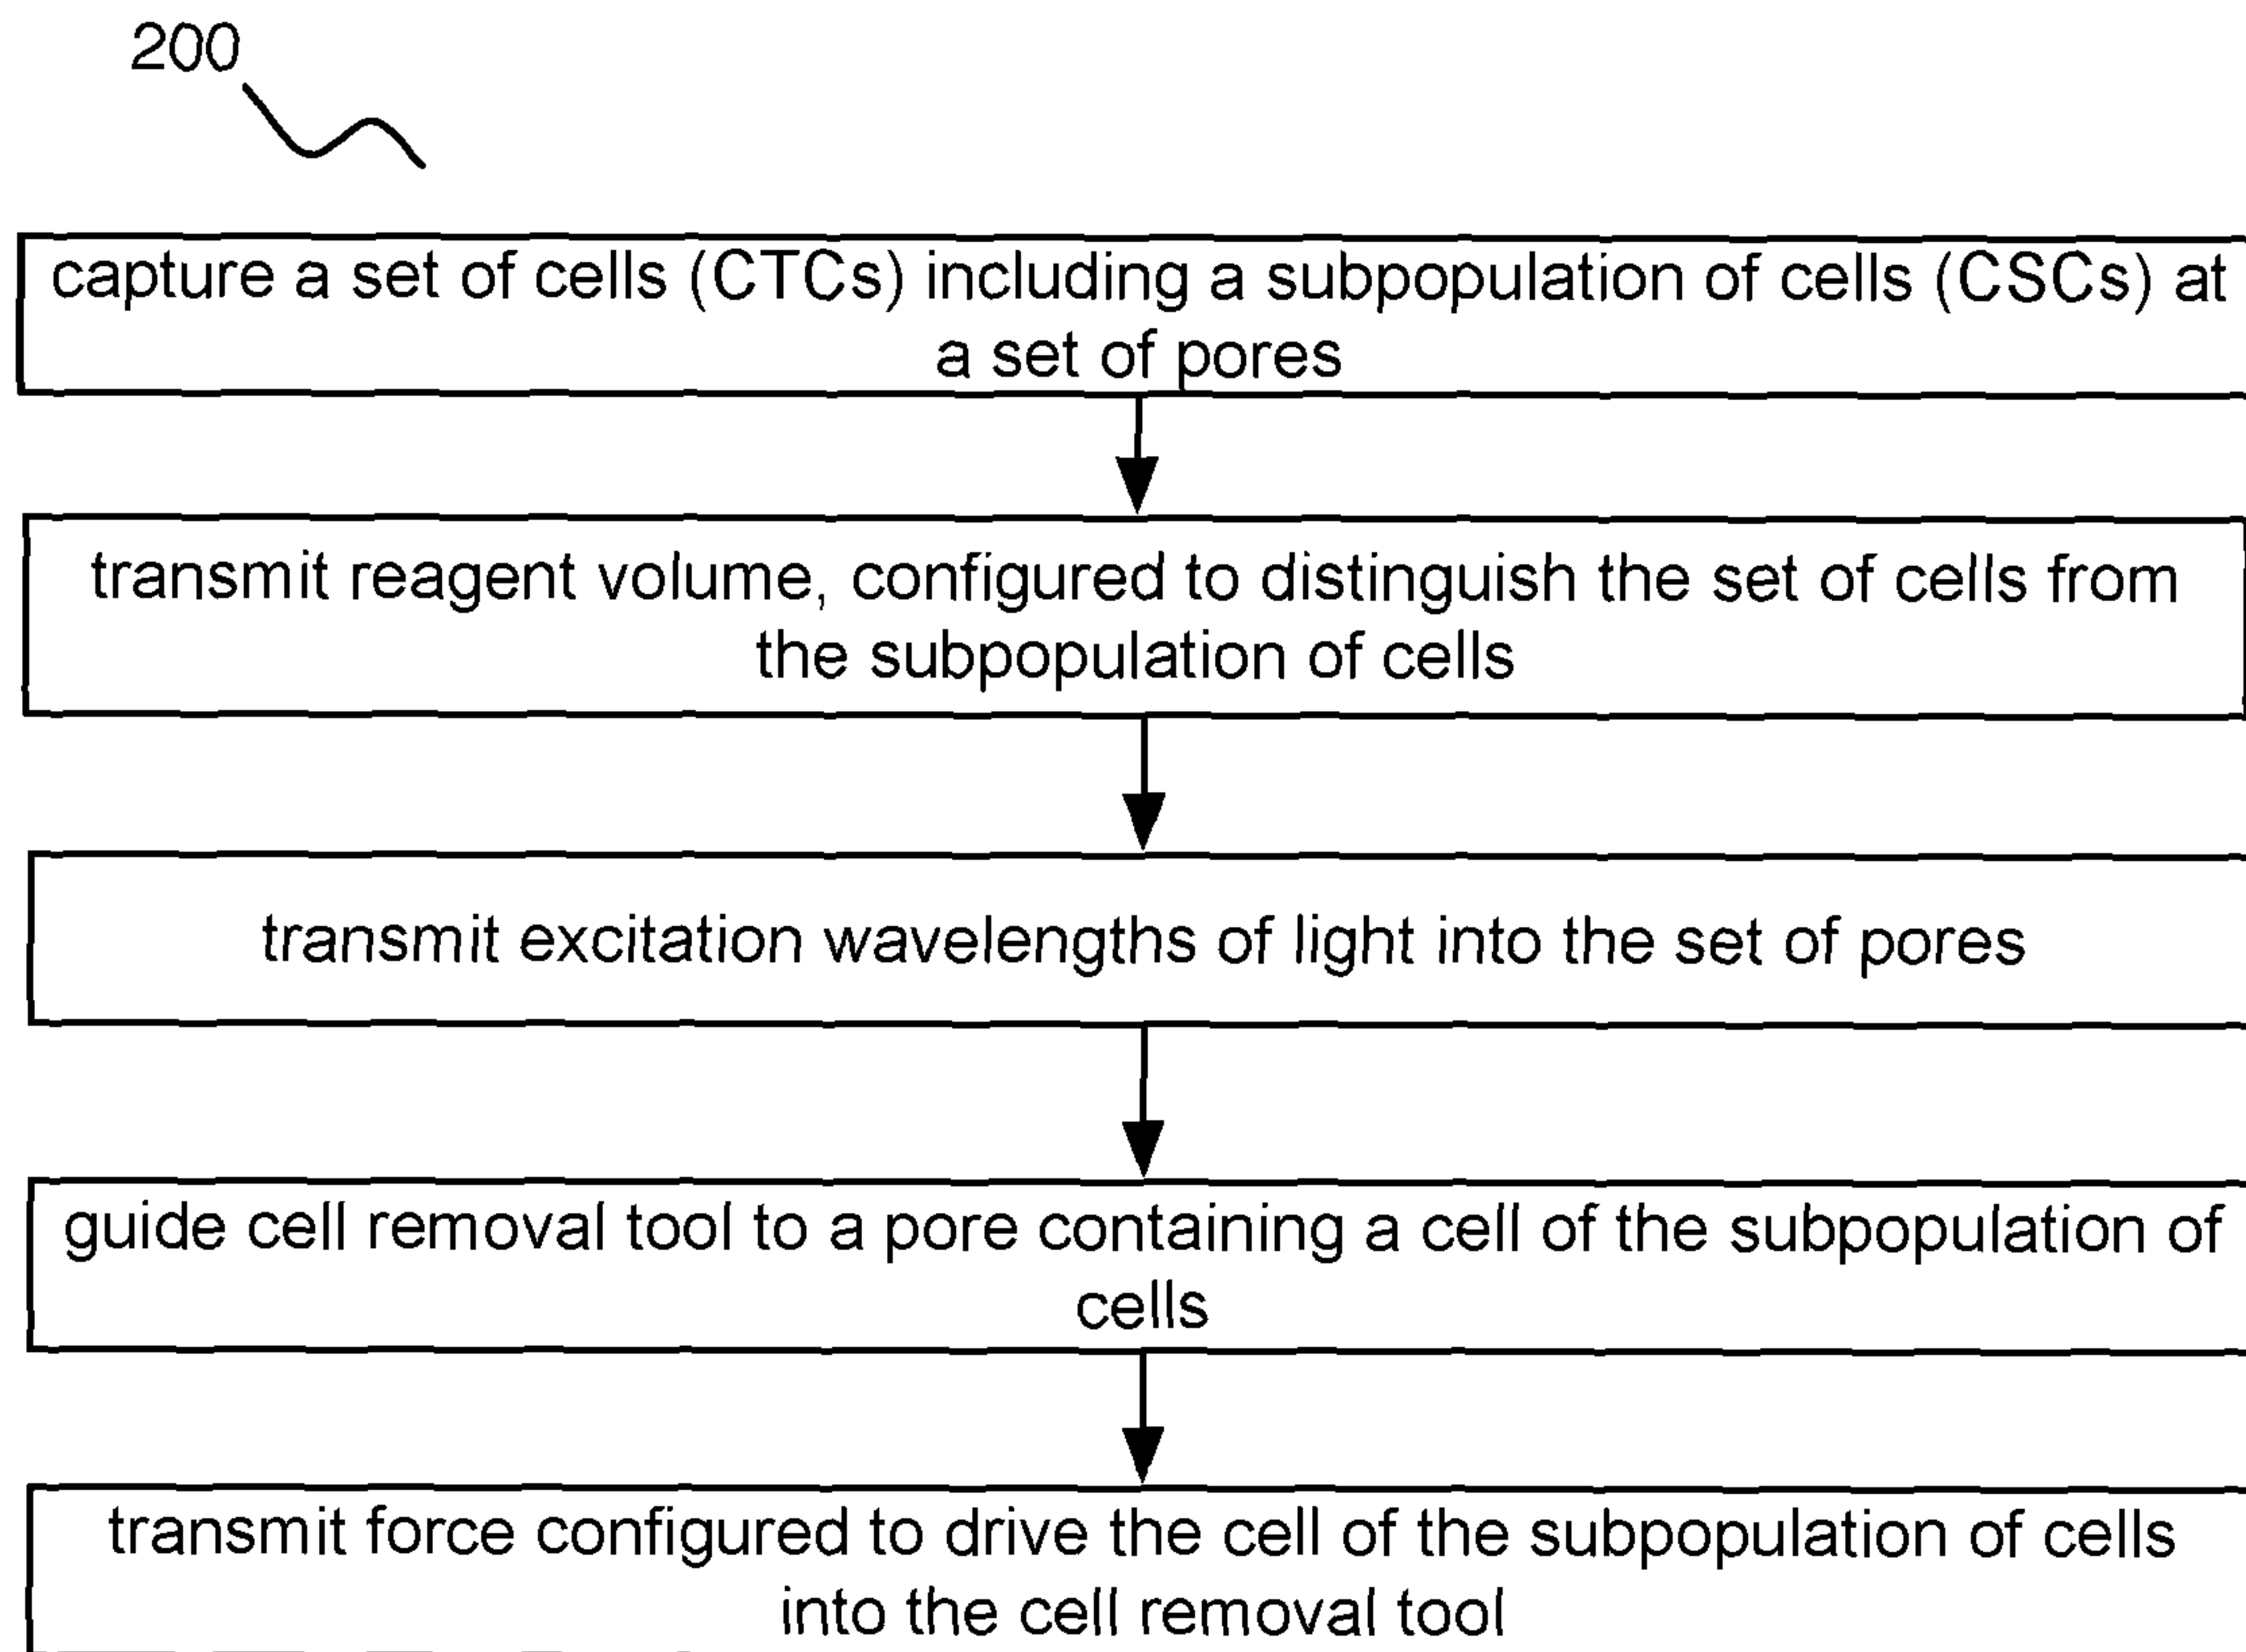 200
capture a set of cells (CTCs) including a subpopulation of cells (CSCs) at
a set of pores
transmit reagent volume, configured to distinguish the set of cells from
the subpopulation of cells
transmit excitation wavelengths of light into the set of pores
guide cell removal tool to a pore containing a cell of the subpopulation of
cells
transmit force configured to drive the cell of the subpopulation of cells
into the cell removal tool